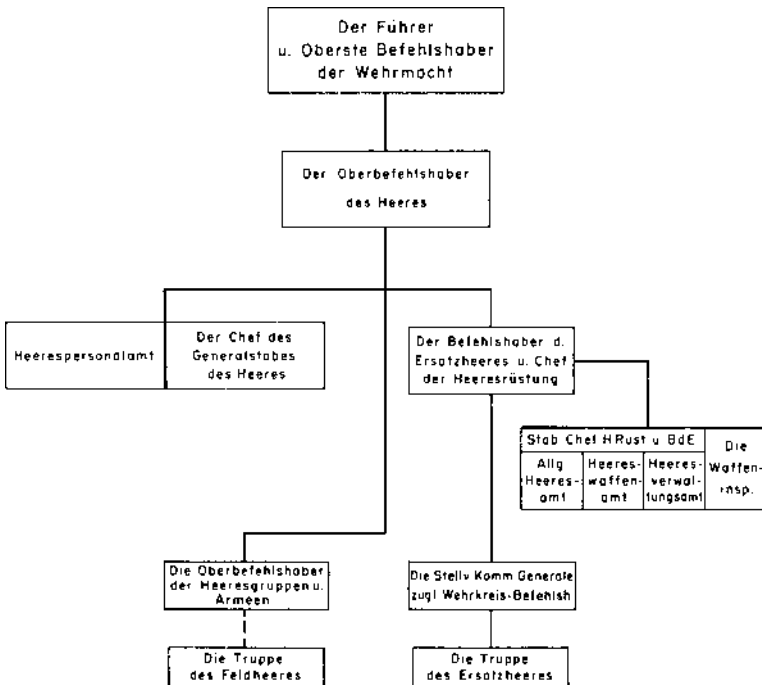 Der Führer
u. Oberste Befehlshaber
der Wehrmacht
Der Oberbefehlshaber
des Heeres
Heerespersonalamt
Der Chef des
Generalstabes
des Heeres
Der Befehlshaber d.
Ersatzheeres u. Chef
der Heeresrüstung
Stab Chef HRüst u BdE
Allg
Heeres-
amt
Heeres-
waffen-
amt
Heeres-
verwal-
tungsamt
Die
Waffen-
insp.
Die Oberbefehlshaber
der Heeresgruppen u.
Armeen
Die Stellv Komm Generale
zugl Wehrkreis-Befehlsh
Die Truppe
des Feldheeres
Die Truppe
des Ersatzheeres